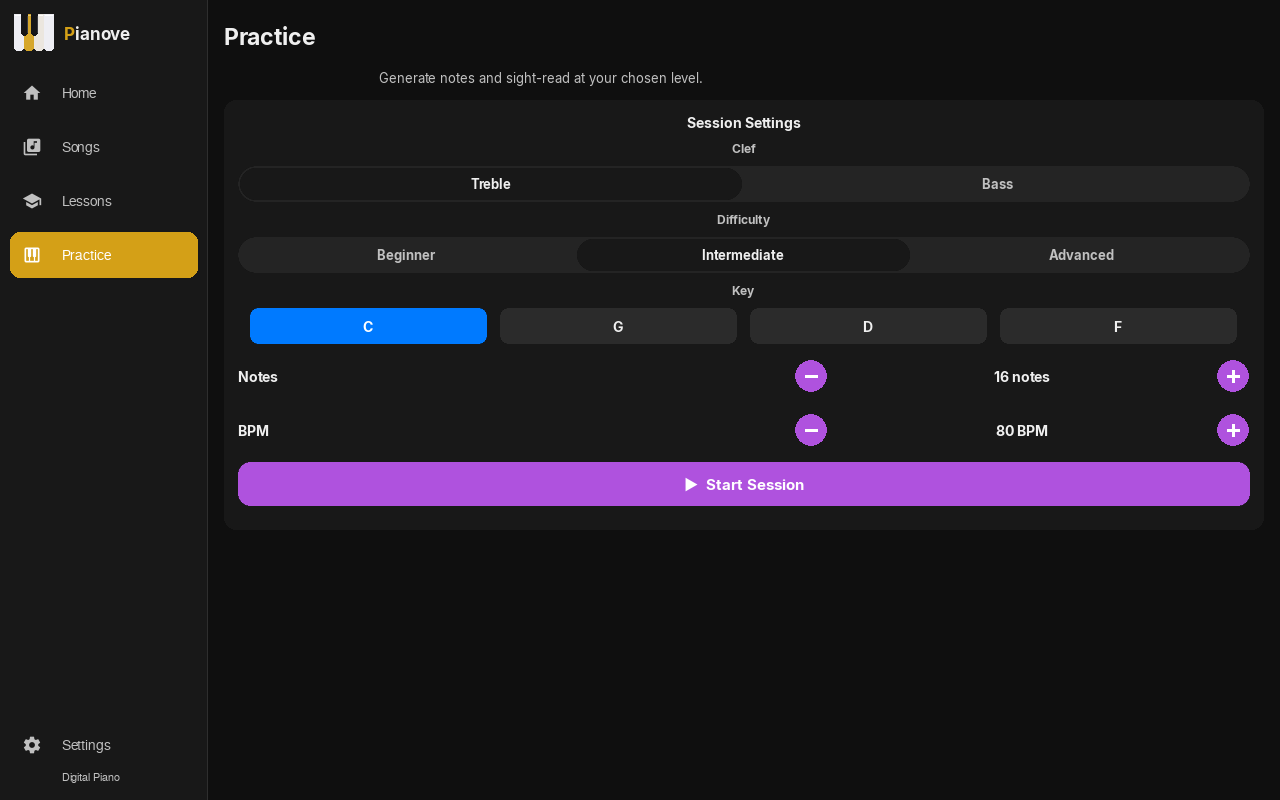 Pianove
Home
Songs
Lessons
Practice
Settings
Digital Piano
Practice
Generate notes and sight-read at your chosen level.
Session Settings
Clef
Treble Bass
Difficulty
Beginner Intermediate Advanced
Key
C G D F
Notes 16 notes
BPM 80 BPM
Start Session